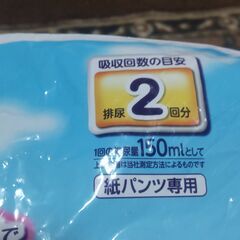 吸収回数の目安
排尿2回分
1回の 尿量150mlとして
は当社測定方法によるものです
紙パンツ専用
で